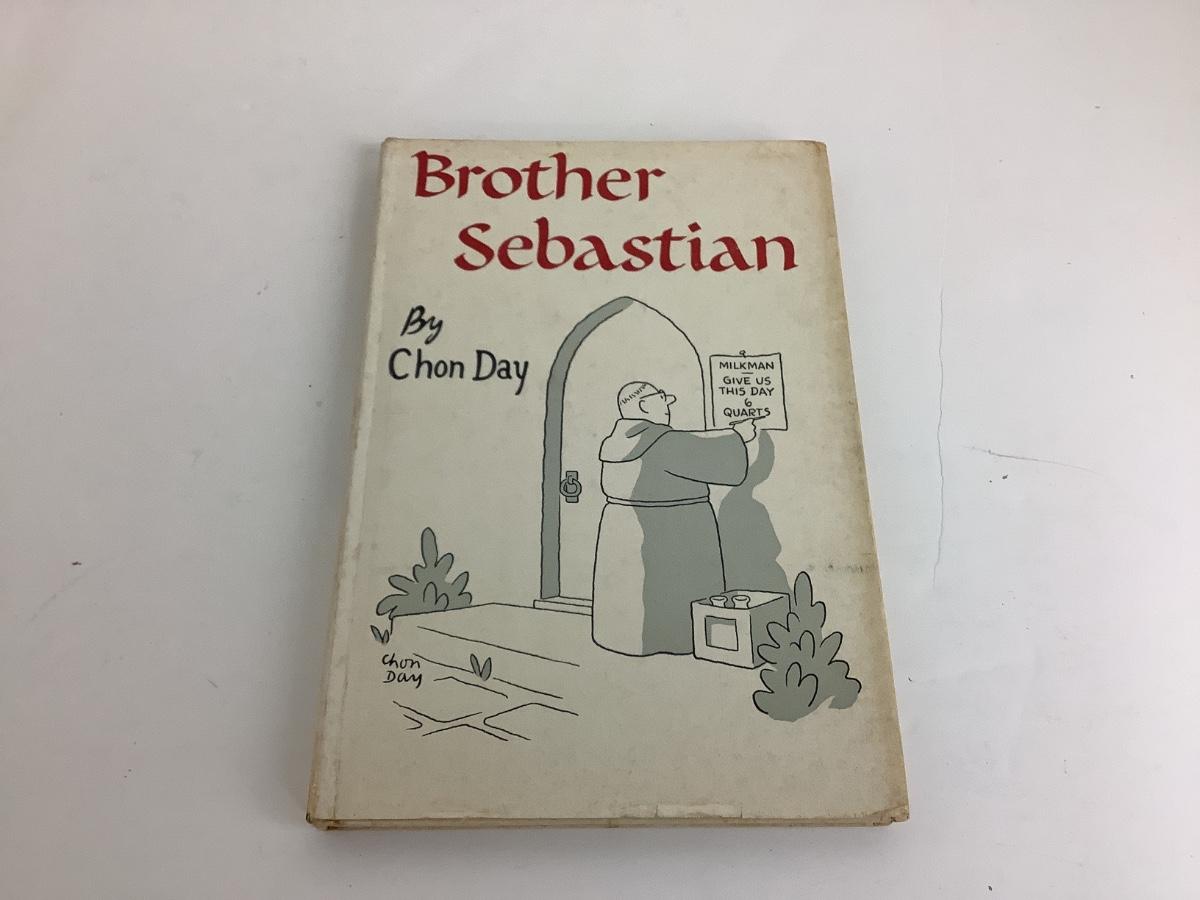 Brother
Sebastian
By
Chon Day
MILKMAN
GIVE US
THIS DAY
6
QUARTS
Chon
Day